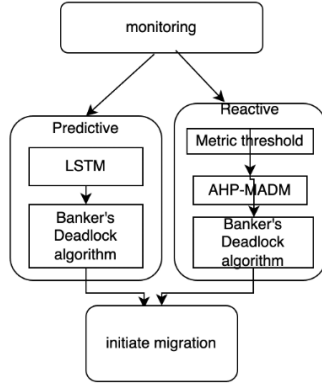 monitoring
Predictive
LSTM
Banker's
Deadlock
algorithm
Reactive
Metric threshold
AHP-MADM
Banker's
Deadlock
algorithm
initiate migration